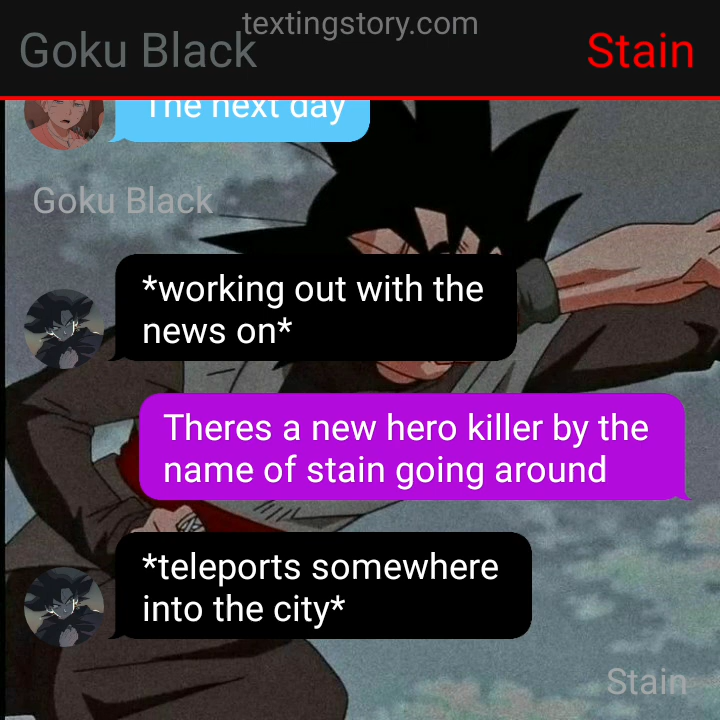 textingstory.com
Goku Black
Stain
The next day
Goku Black
*working out with the
news on*
Theres a new hero killer by the
name of stain going around
*teleports somewhere
into the city*
Stain